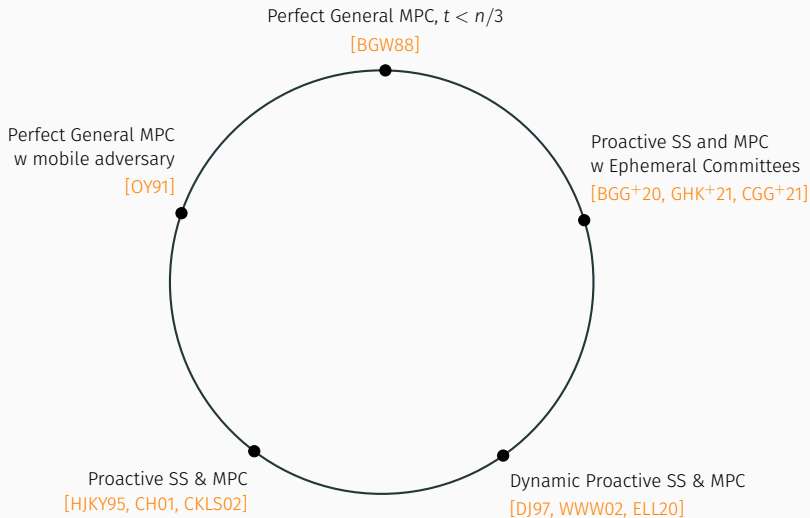 Perfect General MPC, t < n/3
[BGW88]
Perfect General MPC
w mobile adversary
[OY91]
Proactive SS and MPC
w Ephemeral Committees
[BGG+20, GHK+21, CGG+21]
Proactive SS & MPC
[HJKY95, CH01, CKLS02]
Dynamic Proactive SS & MPC
[DJ97, WWW02, ELL20]